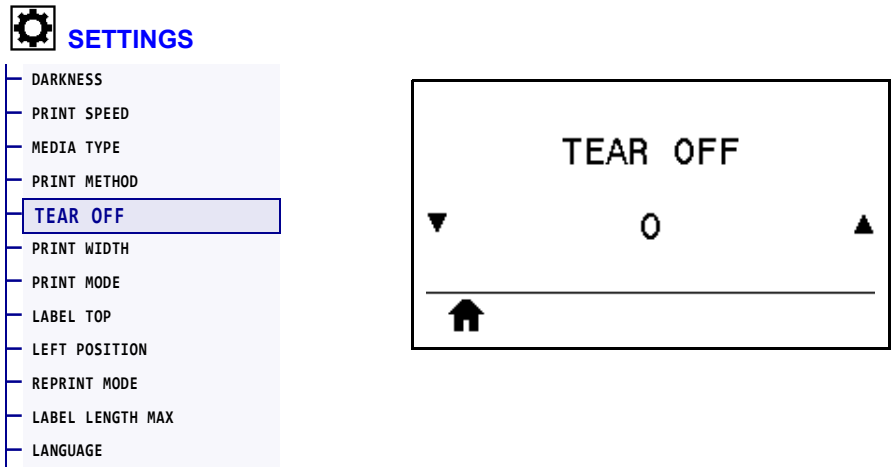 SETTINGS
DARKNESS
PRINT SPEED
MEDIA TYPE
PRINT METHOD
TEAR OFF
PRINT WIDTH
PRINT MODE
LABEL TOP
LEFT POSITION
REPRINT MODE
LABEL LENGTH MAX
LANGUAGE
TEAR OFF
▼ 0 ▲